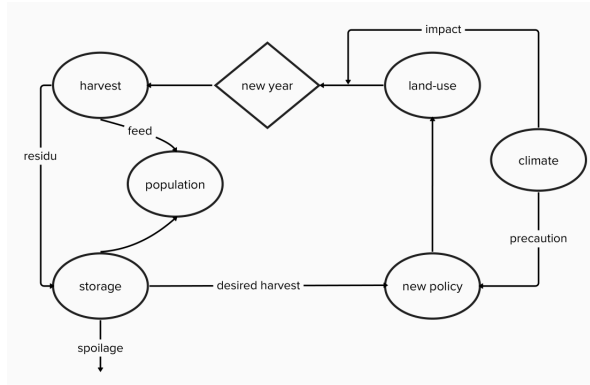 impact
harvest
new year
land-use
feed
residu
climate
population
precaution
storage
desired harvest
new policy
spoilage